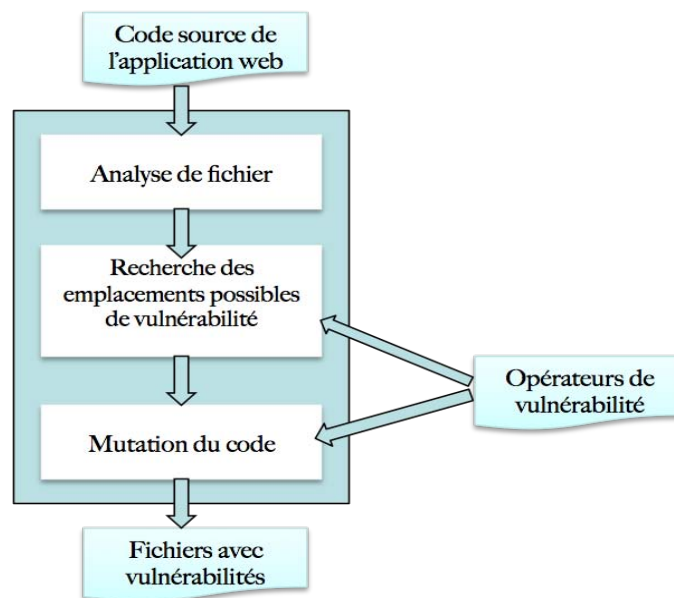 Code source de
l'application web
Analyse de fichier
Recherche des
emplacements possibles
de vulnérabilité
Opérateurs de
vulnérabilité
Mutation du code
Fichiers avec
vulnérabilités